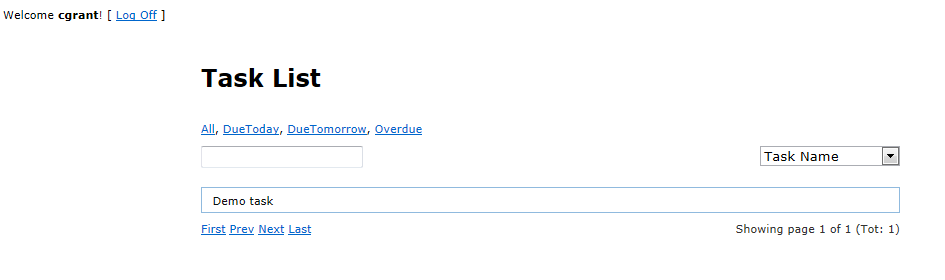 Welcome cgrant! [ Log Off ]
Task List
All, DueToday, DueTomorrow, Overdue
Task Name
Demo task
First Prev Next Last Showing page 1 of 1 (Tot: 1)